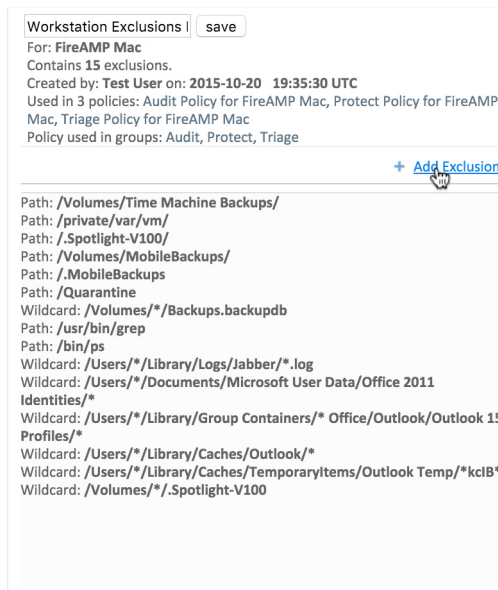 Workstation Exclusions save
For: FireAMP Mac
Contains 15 exclusions.
Created by: Test User on: 2015-10-20 19:35:30 UTC
Used in 3 policies: Audit Policy for FireAMP Mac, Protect Policy for FireAMP
Mac, Triage Policy for FireAMP Mac
Policy used in groups: Audit, Protect, Triage
+ Add Exclusion
Path: /Volumes/Time Machine Backups/
Path: /private/var/vm/
Path: /.Spotlight-V100/
Path: /Volumes/MobileBackups/
Path: /.MobileBackups
Path: /Quarantine
Wildcard: /Volumes/*/Backups.backupdb
Path: /usr/bin/grep
Path: /bin/ps
Wildcard: /Users/*/Library/Logs/Jabber/*.log
Wildcard: /Users/*/Documents/Microsoft User Data/Office 2011
Identities/*
Wildcard: /Users/*/Library/Group Containers/* Office/Outlook/Outlook 15
Profiles/*
Wildcard: /Users/*/Library/Caches/Outlook/*
Wildcard: /Users/*/Library/Caches/TemporaryItems/Outlook Temp/*kcIB*
Wildcard: /Volumes/*/.Spotlight-V100